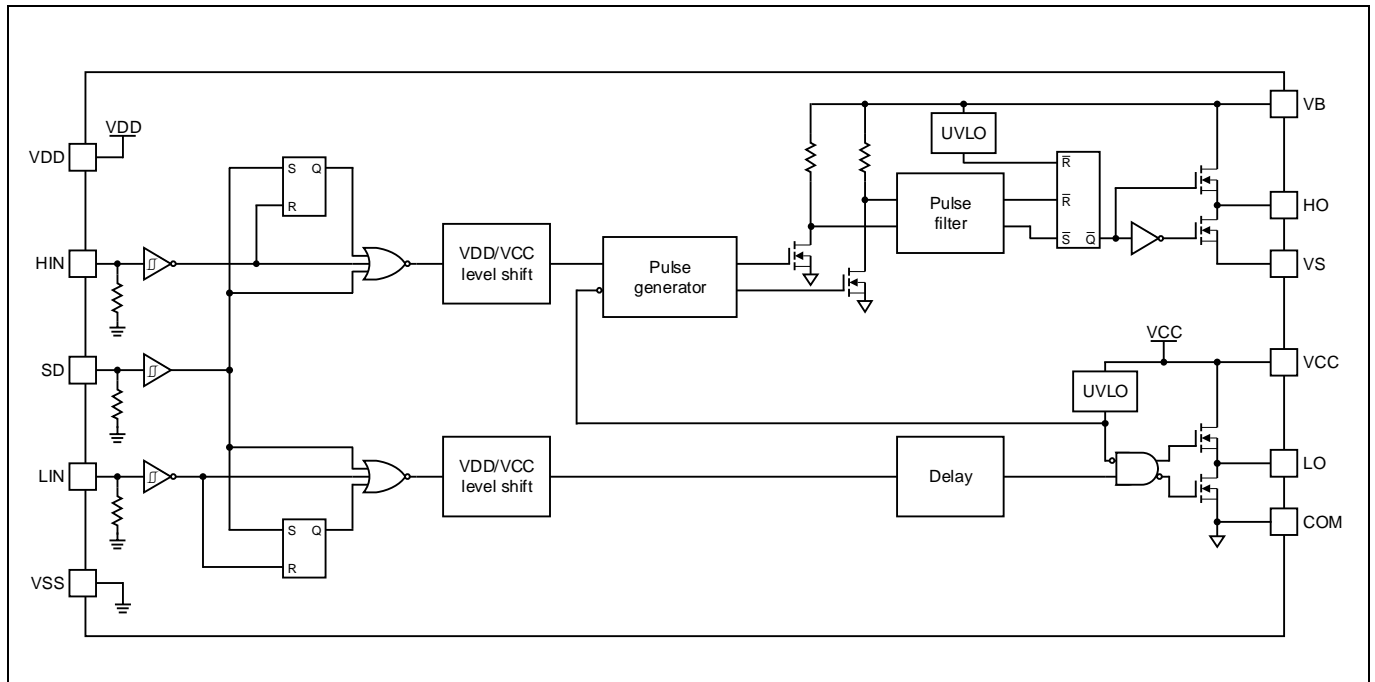 VDD
VDD
HIN
SD
LIN
VSS
S Q
R
VDD/VCC
level shift
Pulse
generator
UVLO
Pulse
filter
R̅
R̅
S̅ Q̅
VB
HO
VS
VCC
VCC
UVLO
S Q
R
VDD/VCC
level shift
Delay
LO
COM